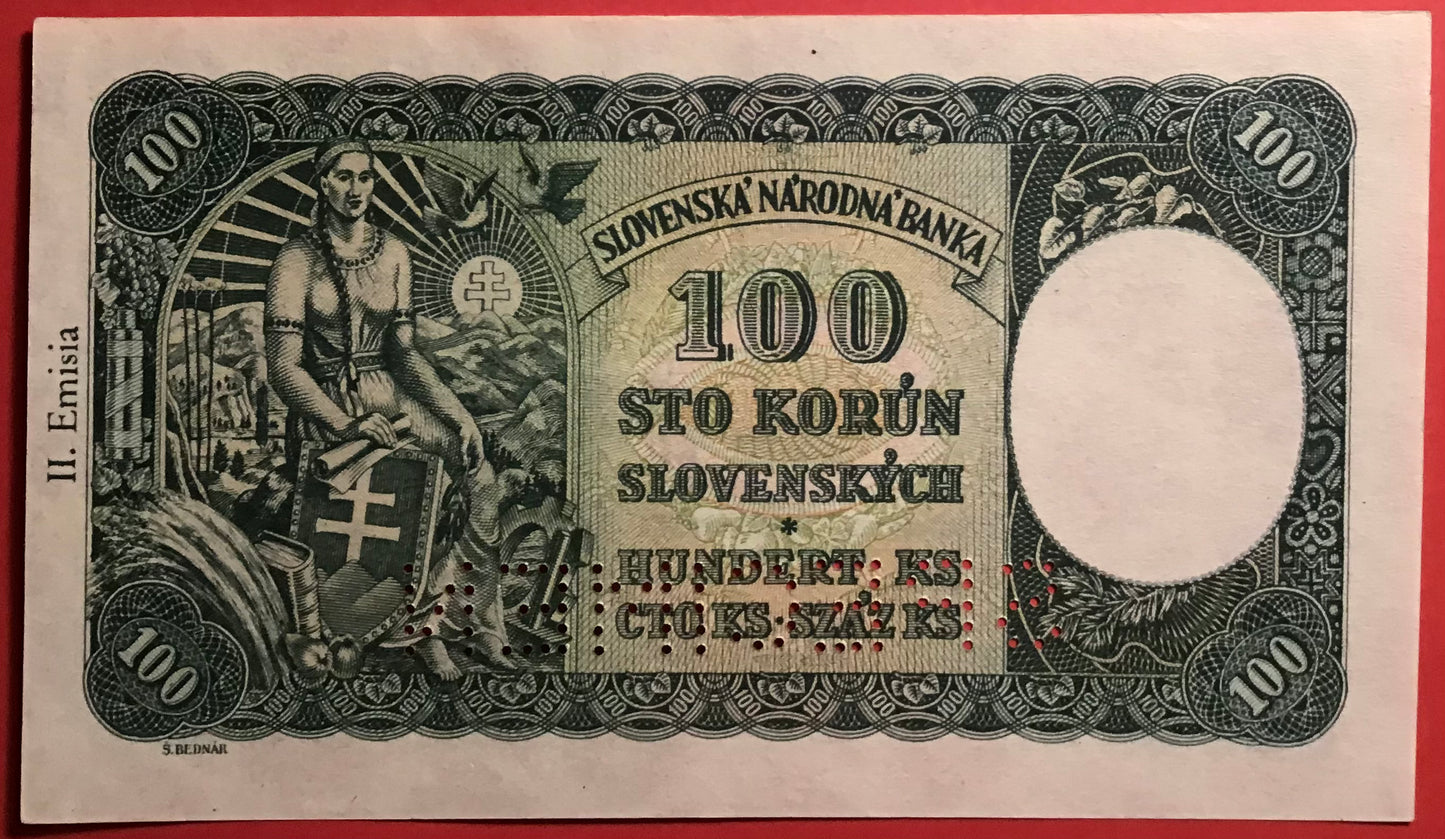 100
100
SLOVENSKÁ NÁRODNÁ BANKA
100
STO KORÚN
SLOVENSKÝCH
*
HUNDERT KS
CTO KS · SZÁZ KS
100
100
Š. BEDNÁR
II. Emisia